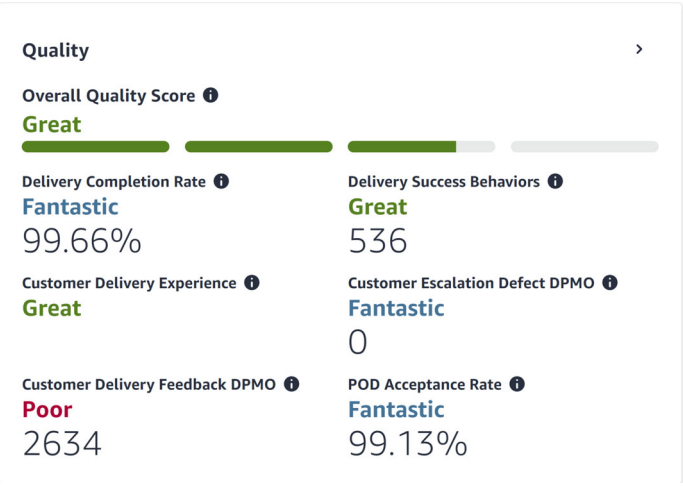 Quality
Overall Quality Score
Great
Delivery Completion Rate
Fantastic
99.66%
Delivery Success Behaviors
Great
536
Customer Delivery Experience
Great
Customer Escalation Defect DPMO
Fantastic
0
Customer Delivery Feedback DPMO
Poor
2634
POD Acceptance Rate
Fantastic
99.13%